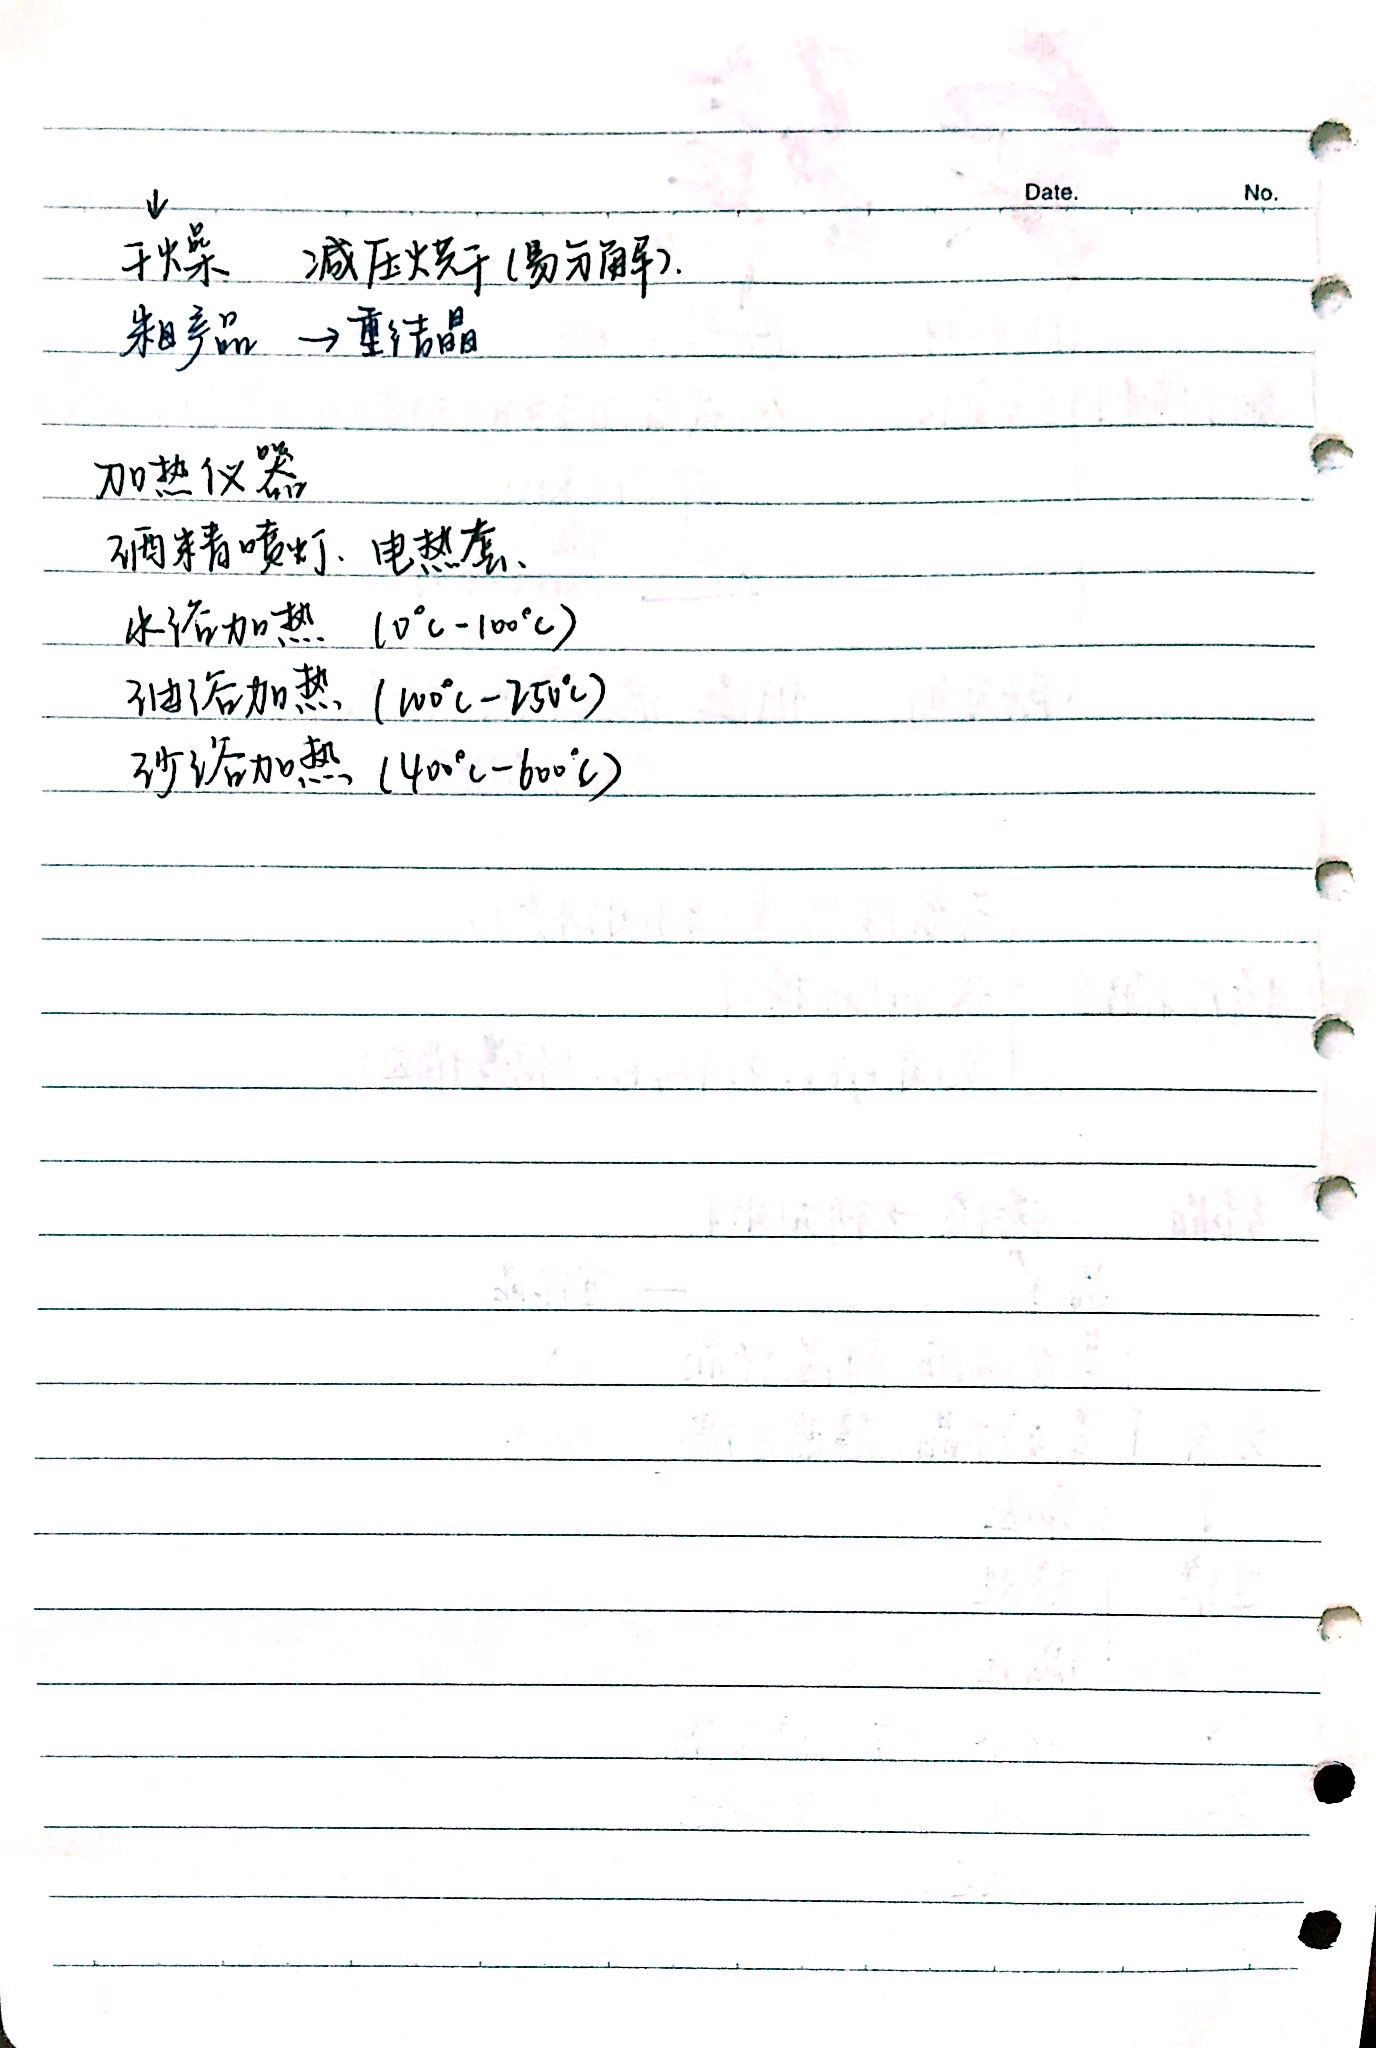 Date. No.
↓
干燥 减压烘干(易分解).
粗产品 →重结晶
加热仪器
酒精喷灯、电热套、
水浴加热 (0°C-100°C)
油浴加热 (100°C-250°C)
砂浴加热 (400°C-600°C)